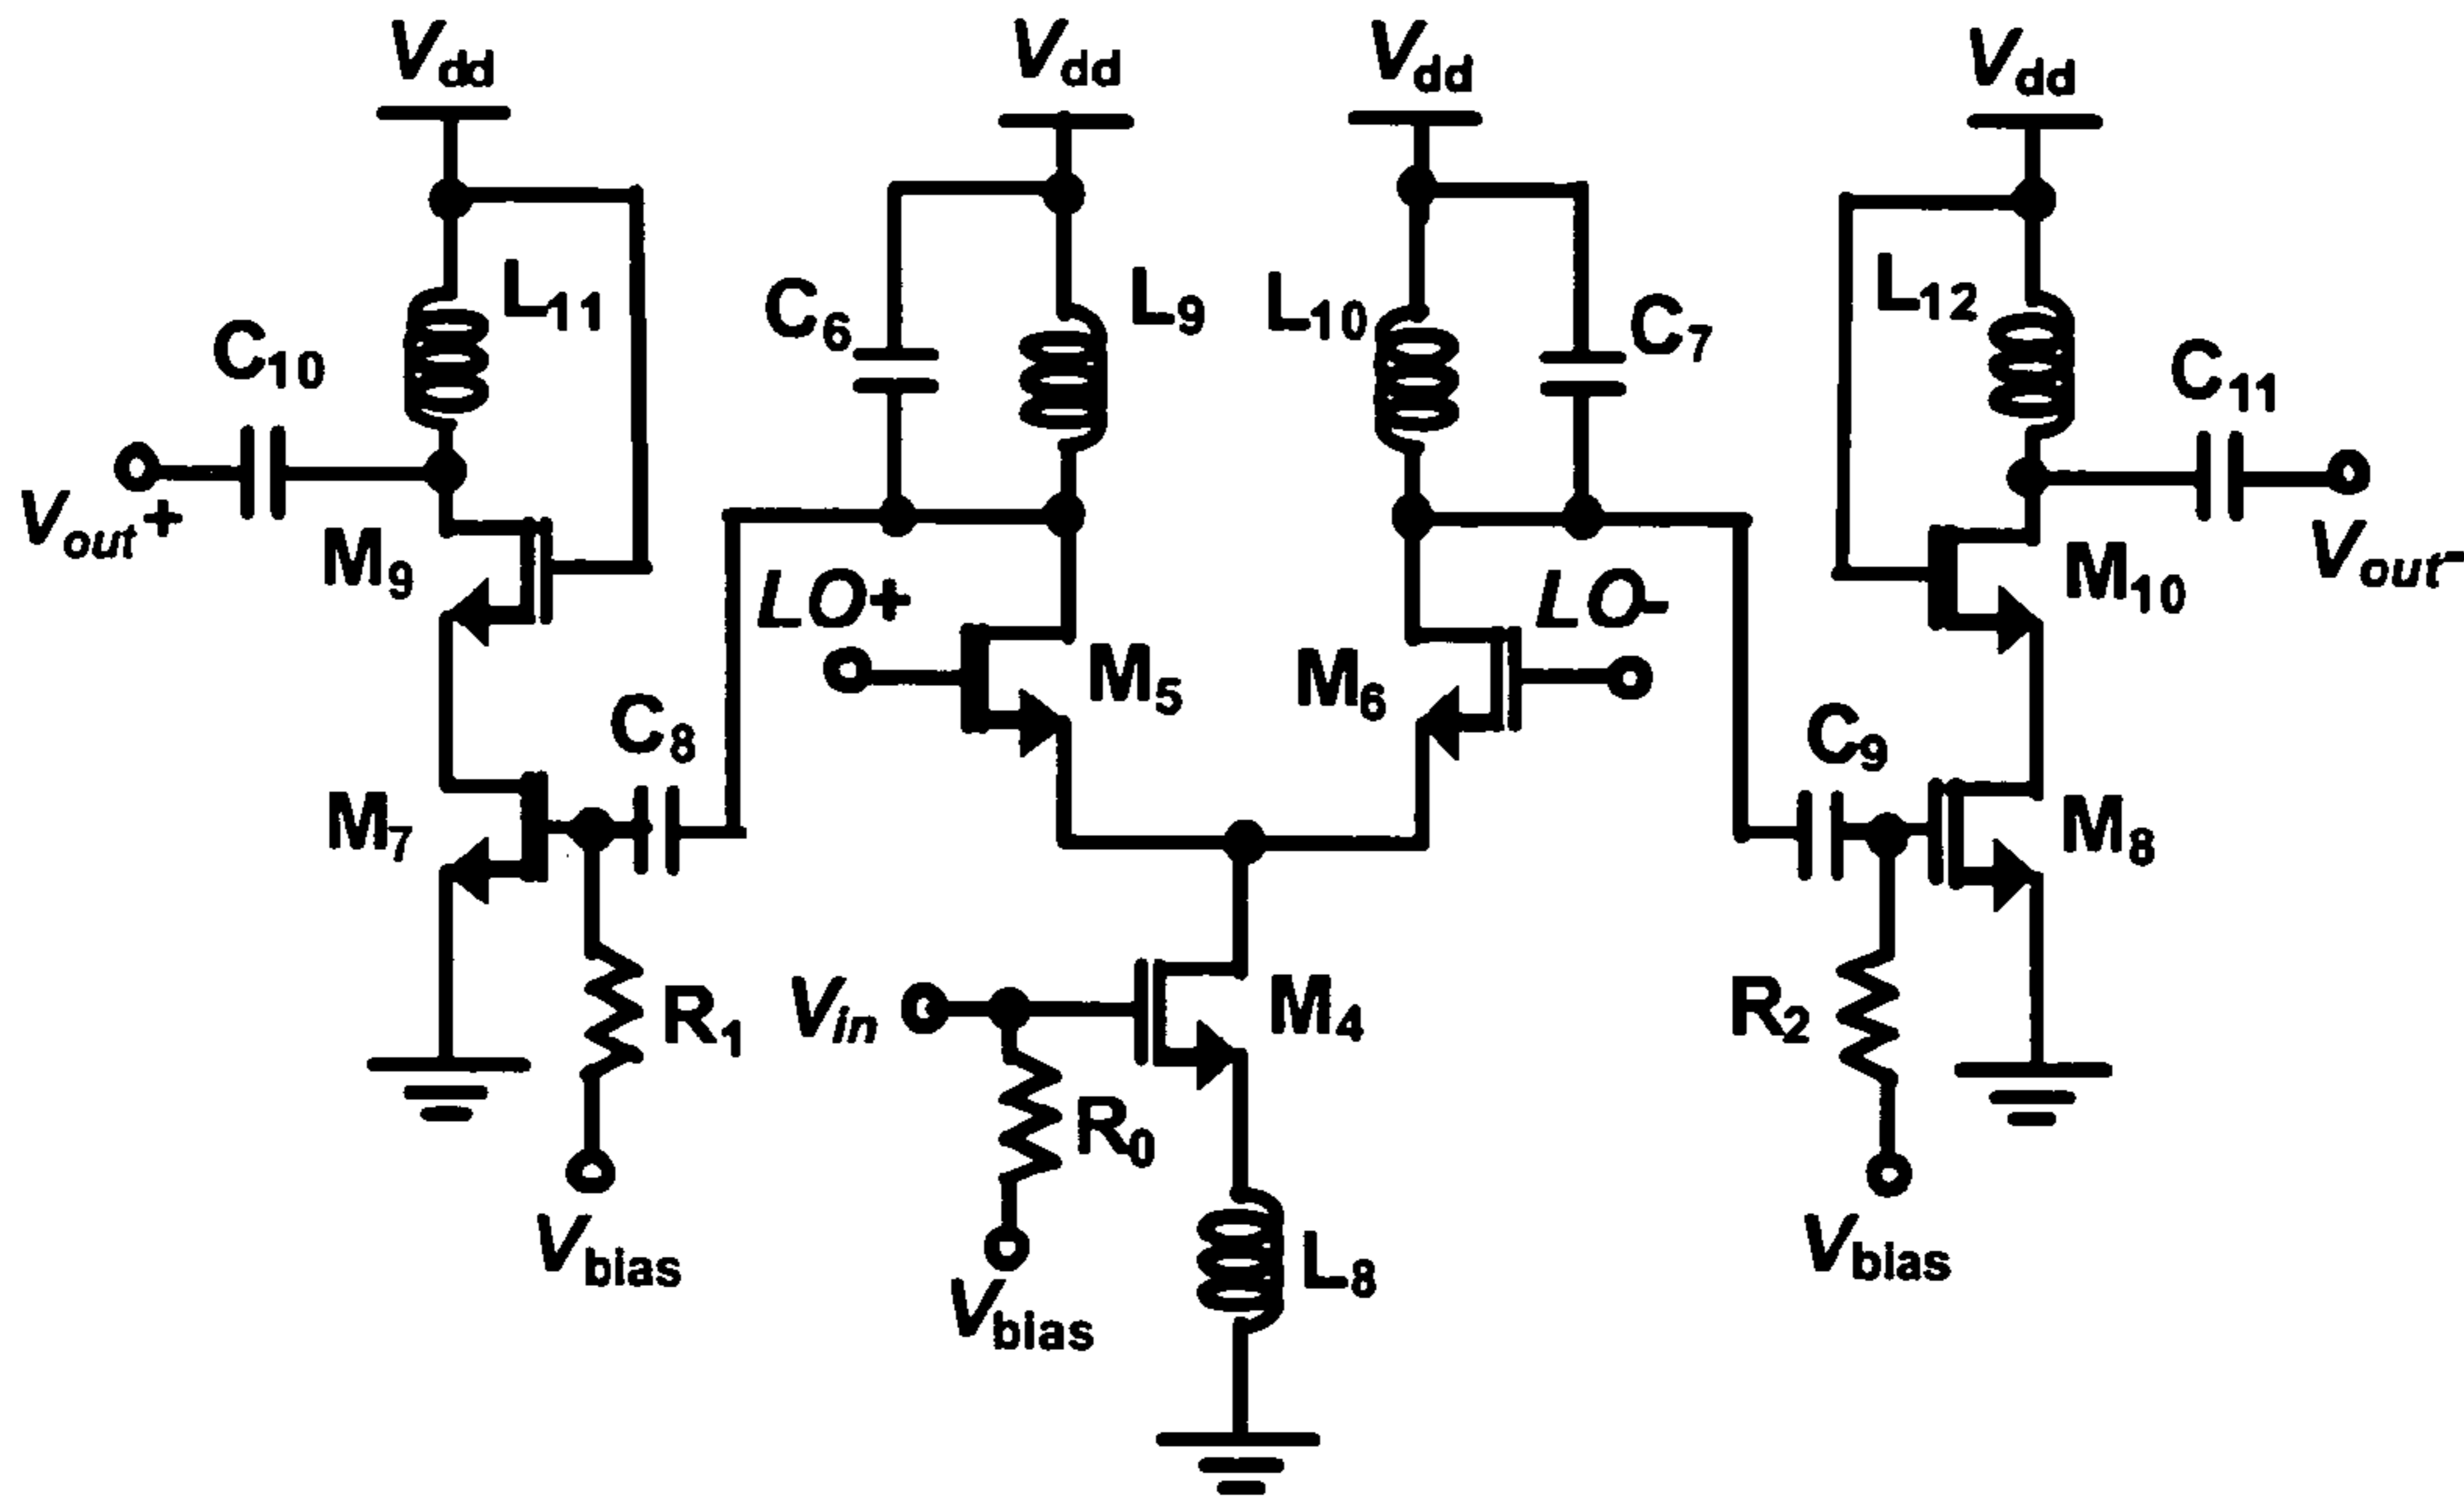 Vdd
Vdd
Vdd
Vdd
L11
C10
C6
L9
L10
C7
L12
C11
Vout+
M9
LO+
LO-
M10
Vout-
M5
M6
C8
C9
M7
M8
Vin
M4
R1
R2
R0
Vbias
Vbias
Vbias
L8